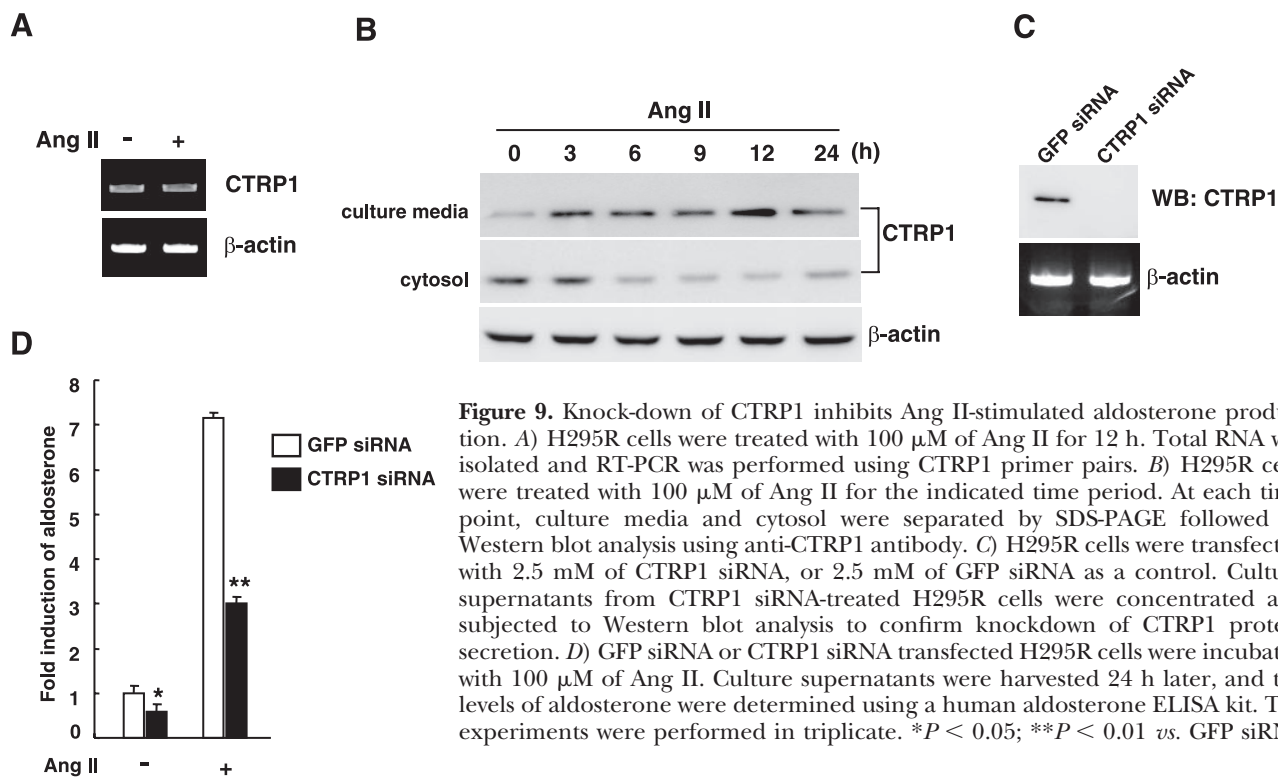 A
Ang II - +
CTRP1
β-actin
B
Ang II
0 3 6 9 12 24 (h)
culture media
cytosol
CTRP1
β-actin
C
GFP siRNA
CTRP1 siRNA
WB: CTRP1
β-actin
D
Fold induction of aldosterone
8
7
6
5
4
3
2
1
0
*
**
GFP siRNA
CTRP1 siRNA
Ang II - +
Figure 9. Knock-down of CTRP1 inhibits Ang II-stimulated aldosterone produ
tion. A) H295R cells were treated with 100 μM of Ang II for 12 h. Total RNA w
isolated and RT-PCR was performed using CTRP1 primer pairs. B) H295R ce
were treated with 100 μM of Ang II for the indicated time period. At each tim
point, culture media and cytosol were separated by SDS-PAGE followed
Western blot analysis using anti-CTRP1 antibody. C) H295R cells were transfect
with 2.5 mM of CTRP1 siRNA, or 2.5 mM of GFP siRNA as a control. Cultu
supernatants from CTRP1 siRNA-treated H295R cells were concentrated a
subjected to Western blot analysis to confirm knockdown of CTRP1 prote
secretion. D) GFP siRNA or CTRP1 siRNA transfected H295R cells were incubat
with 100 μM of Ang II. Culture supernatants were harvested 24 h later, and t
levels of aldosterone were determined using a human aldosterone ELISA kit. T
experiments were performed in triplicate. *P < 0.05; **P < 0.01 vs. GFP siRN